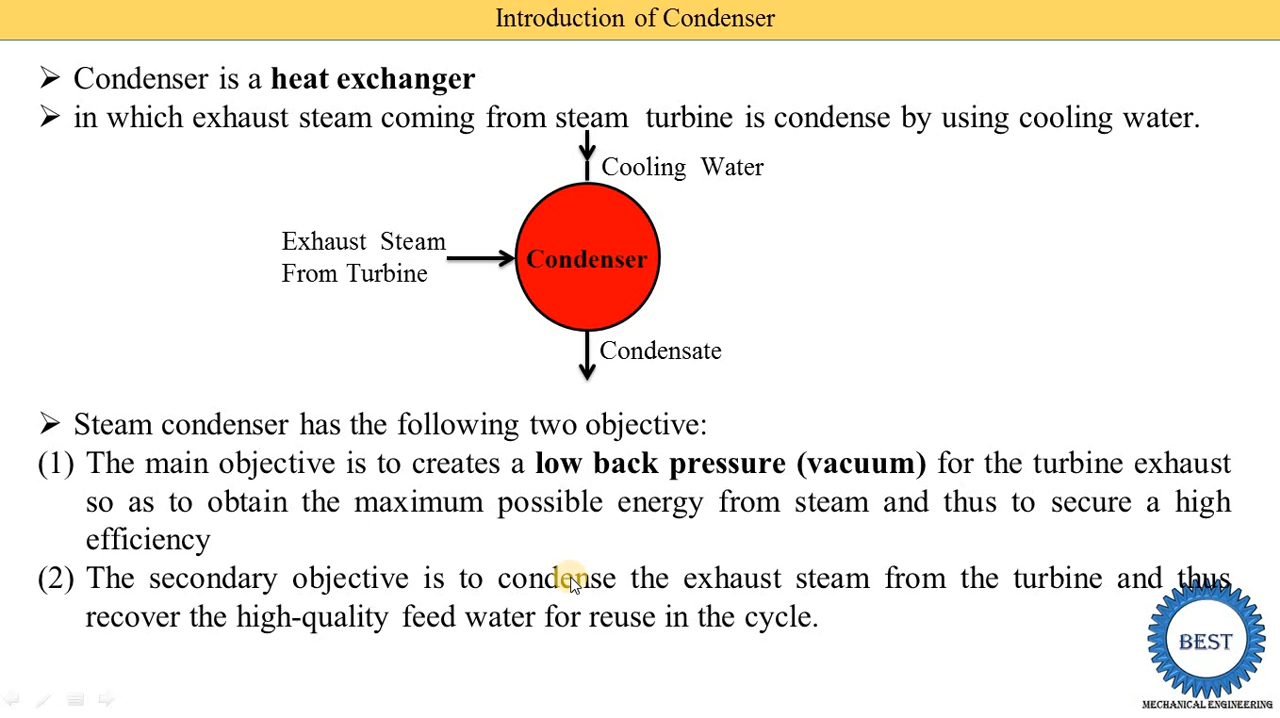 Introduction of Condenser
➢ Condenser is a heat exchanger
➢ in which exhaust steam coming from steam turbine is condense by using cooling water.
Cooling Water
Exhaust Steam
From Turbine
Condenser
Condensate
➢ Steam condenser has the following two objective:
(1) The main objective is to creates a low back pressure (vacuum) for the turbine exhaust
so as to obtain the maximum possible energy from steam and thus to secure a high
efficiency
(2) The secondary objective is to condense the exhaust steam from the turbine and thus
recover the high-quality feed water for reuse in the cycle.
BEST
MECHANICAL ENGINEERING